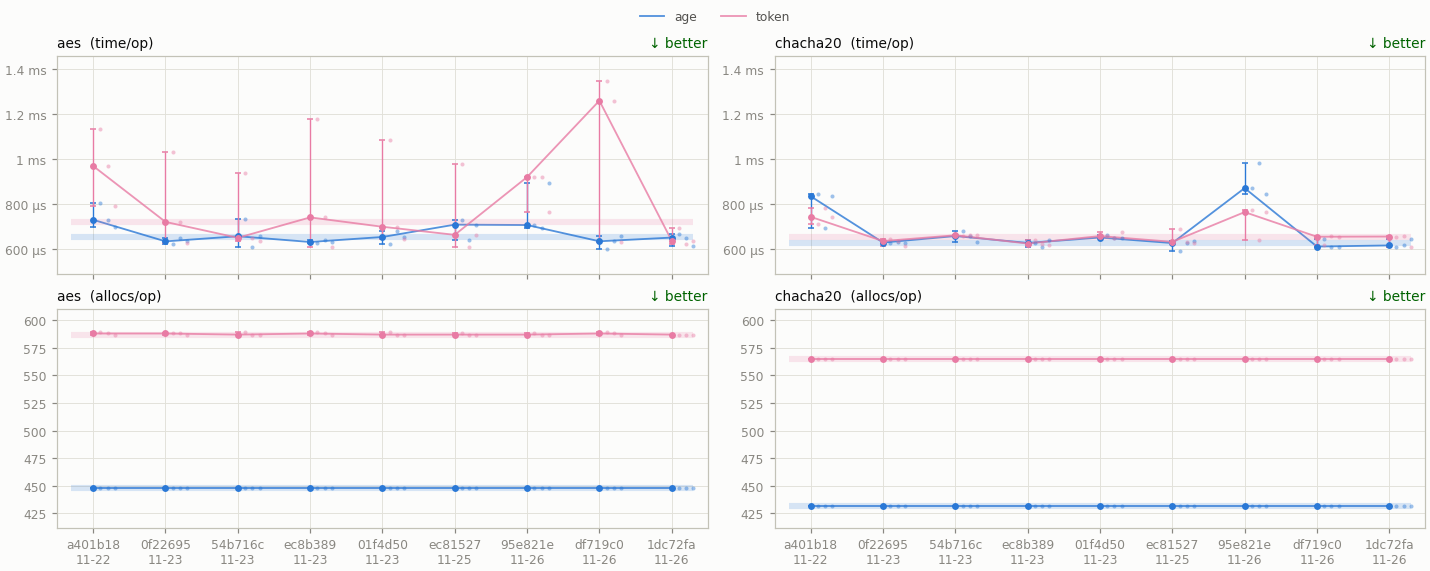 age token
aes (time/op) ↓ better
chacha20 (time/op) ↓ better
1.4 ms
1.2 ms
1 ms
800 µs
600 µs
1.4 ms
1.2 ms
1 ms
800 µs
600 µs
aes (allocs/op) ↓ better
chacha20 (allocs/op) ↓ better
600
575
550
525
500
475
450
425
600
575
550
525
500
475
450
425
a401b18 0f22695 54b716c ec8b389 01f4d50 ec81527 95e821e df719c0 1dc72fa
11-22 11-23 11-23 11-23 11-23 11-25 11-26 11-26 11-26
a401b18 0f22695 54b716c ec8b389 01f4d50 ec81527 95e821e df719c0 1dc72fa
11-22 11-23 11-23 11-23 11-23 11-25 11-26 11-26 11-26